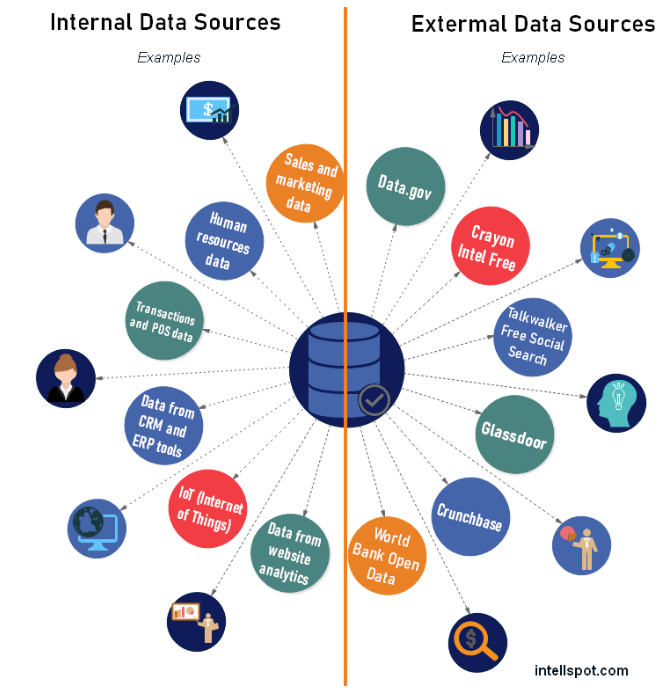 Internal Data Sources
Examples
Extermal Data Sources
Examples
Sales and
marketing
data
Human
resources
data
Transactions
and POS data
Data from
CRM and
ERP tools
IoT (Internet
of Things)
Data from
website
analytics
Data.gov
Crayon
Intel Free
Talkwalker
Free Social
Search
Glassdoor
Crunchbase
World
Bank Open
Data
$
$
intellspot.com